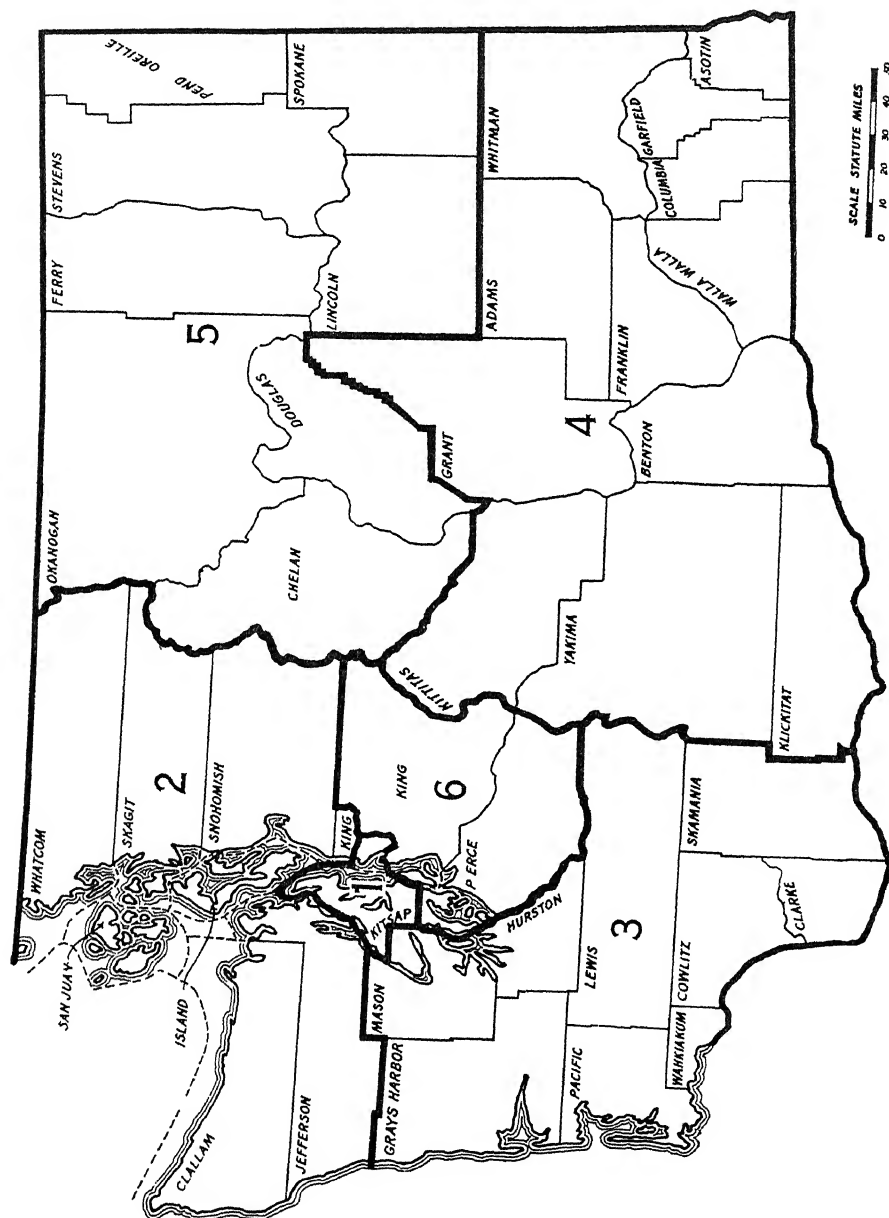 WHATCOM
OKANOGAN
FERRY
STEVENS
PEND OREILLE
SAN JUAY
SKAGIT
ISLAND
2
SNOHOMISH
CLALLAM
JEFFERSON
CHELAN
DOUGLAS
5
LINCOLN
SPOKANE
KING
1
KITSAP
MASON
GRAYS HARBOR
KING
6
KITTITAS
GRANT
ADAMS
WHITMAN
P ERCE
HURSTON
4
YAKIMA
BENTON
FRANKLIN
WALLA WALLA
COLUMBIA
GARFIELD
ASOTIN
PACIFIC
LEWIS
3
WAHKIAKUM
COWLITZ
SKAMANIA
CLARKE
KLICKITAT
SCALE STATUTE MILES
0 10 20 30 40 50